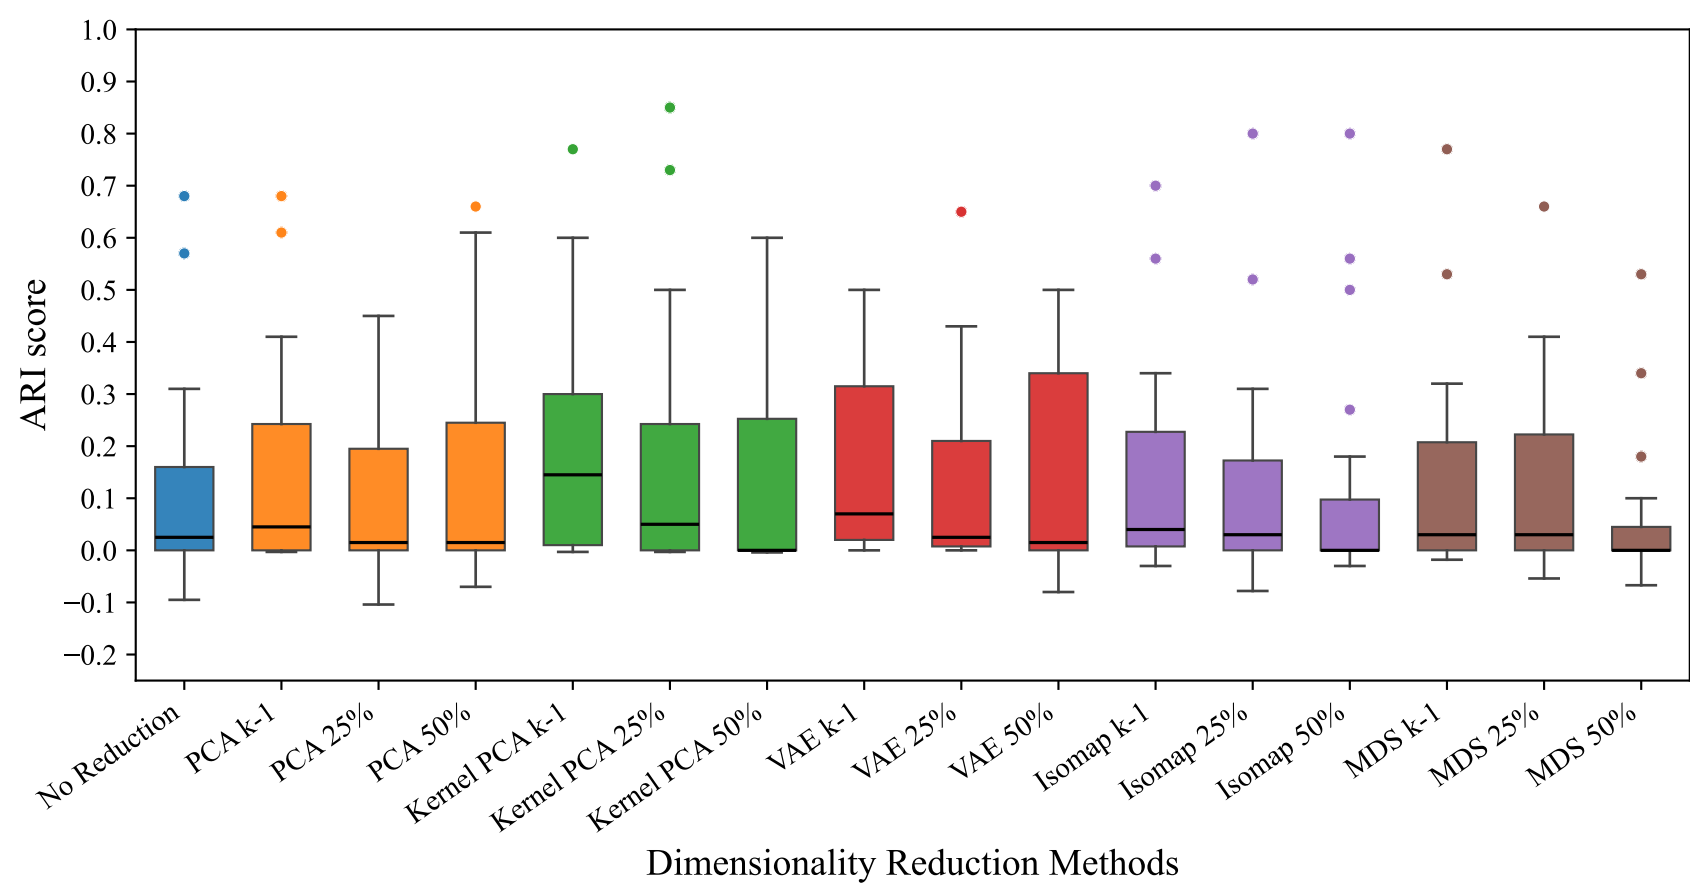 1.0
0.9
0.8
0.7
0.6
0.5
0.4
0.3
0.2
0.1
0.0
−0.1
−0.2
ARI score
No Reduction
PCA k-1
PCA 25%
PCA 50%
Kernel PCA k-1
Kernel PCA 25%
Kernel PCA 50%
VAE k-1
VAE 25%
VAE 50%
Isomap k-1
Isomap 25%
Isomap 50%
MDS k-1
MDS 25%
MDS 50%
Dimensionality Reduction Methods